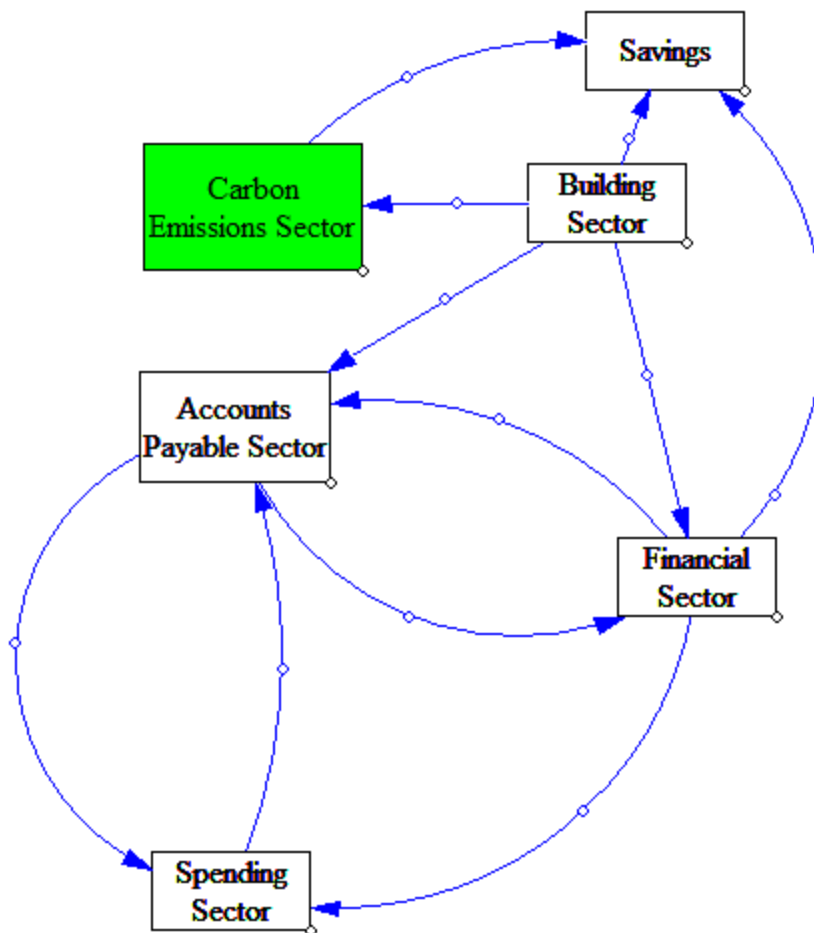 Savings
Carbon
Emissions Sector
Building
Sector
Accounts
Payable Sector
Financial
Sector
Spending
Sector